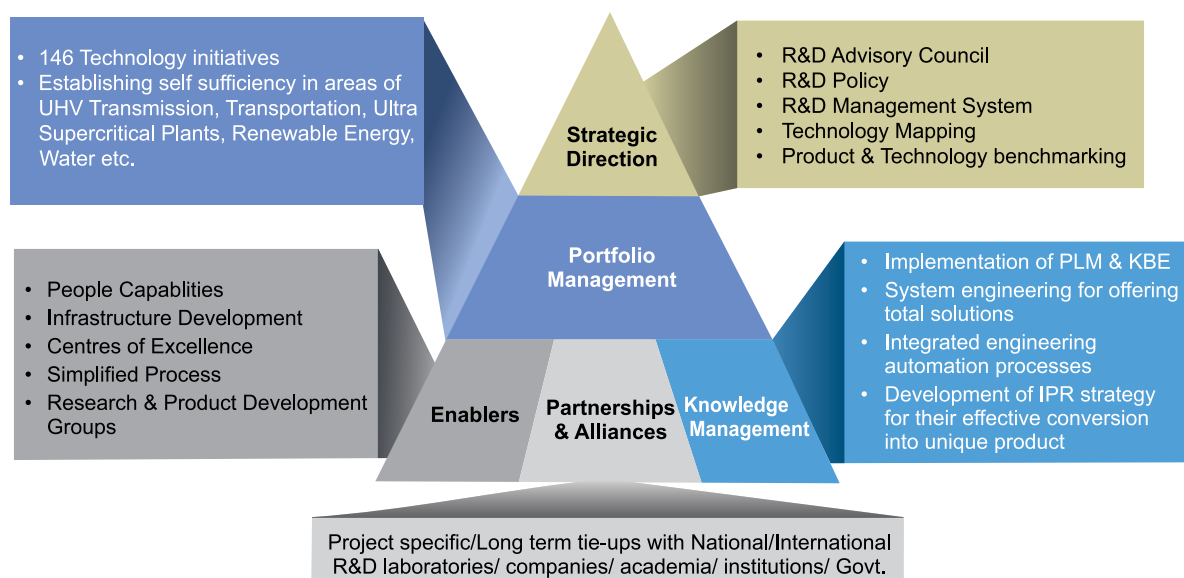 • 146 Technology initiatives
• Establishing self sufficiency in areas of
UHV Transmission, Transportation, Ultra
Supercritical Plants, Renewable Energy,
Water etc.
Strategic
Direction
• R&D Advisory Council
• R&D Policy
• R&D Management System
• Technology Mapping
• Product & Technology benchmarking
Portfolio
Management
• People Capablities
• Infrastructure Development
• Centres of Excellence
• Simplified Process
• Research & Product Development
Groups
Enablers
Partnerships
& Alliances
Knowledge
Management
• Implementation of PLM & KBE
• System engineering for offering
total solutions
• Integrated engineering
automation processes
• Development of IPR strategy
for their effective conversion
into unique product
Project specific/Long term tie-ups with National/International
R&D laboratories/ companies/ academia/ institutions/ Govt.